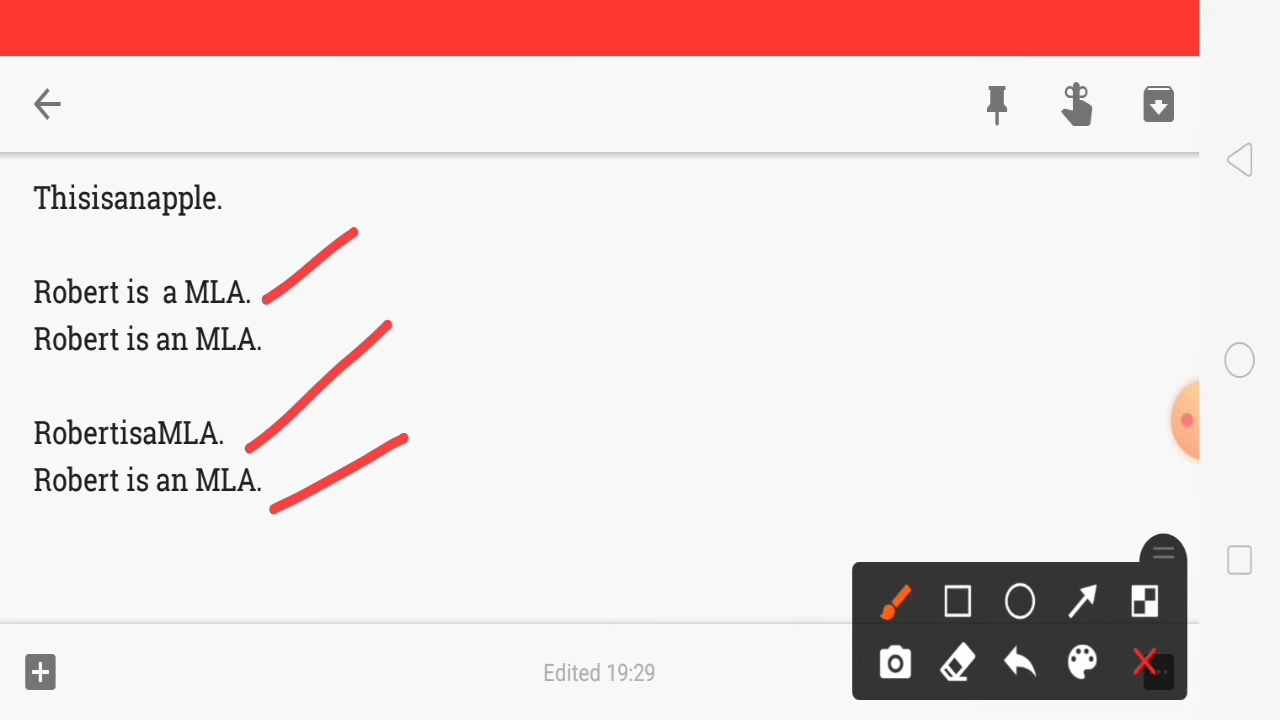 Thisisanapple.
Robert is  a MLA.
Robert is an MLA.
RobertisaMLA.
Robert is an MLA.
Edited 19:29